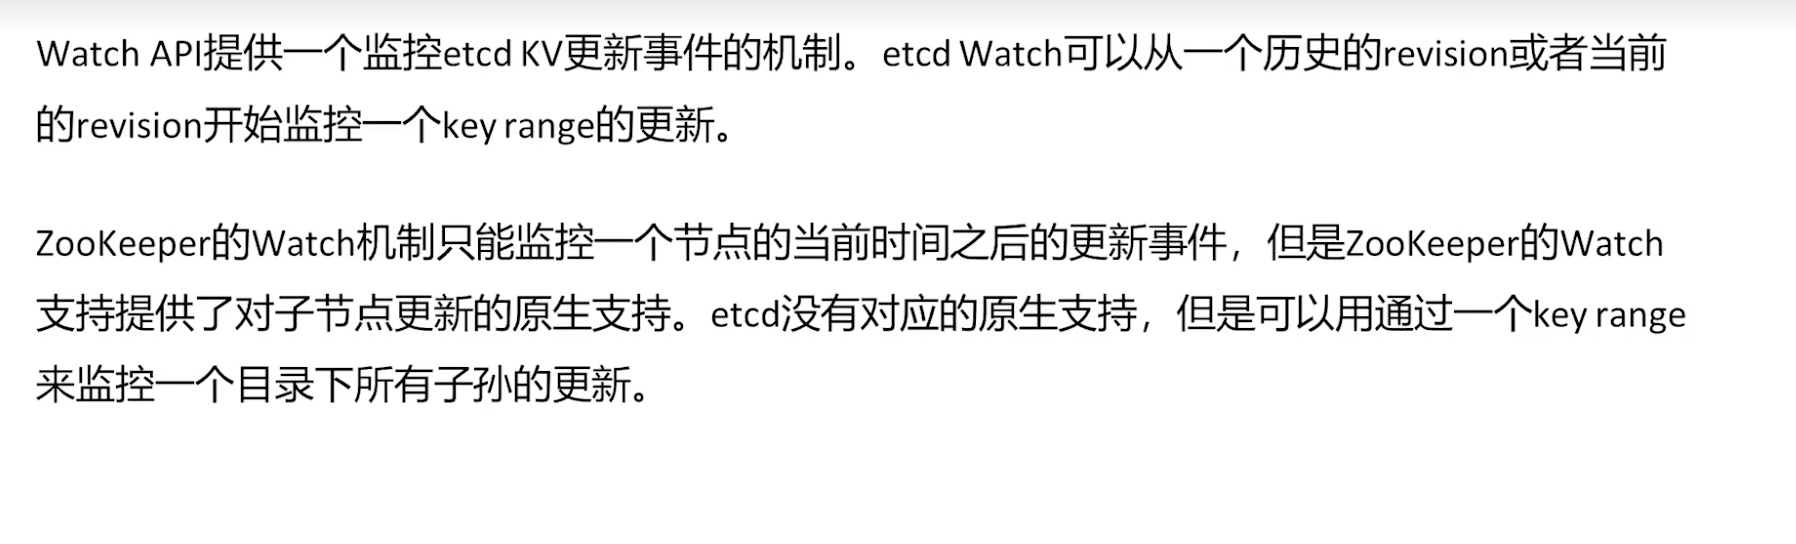 Watch API提供一个监控etcd KV更新事件的机制。etcd Watch可以从一个历史的revision或者当前
的revision开始监控一个key range的更新。
ZooKeeper的Watch机制只能监控一个节点的当前时间之后的更新事件，但是ZooKeeper的Watch
支持提供了对子节点更新的原生支持。etcd没有对应的原生支持，但是可以用通过一个key range
来监控一个目录下所有子孙的更新。